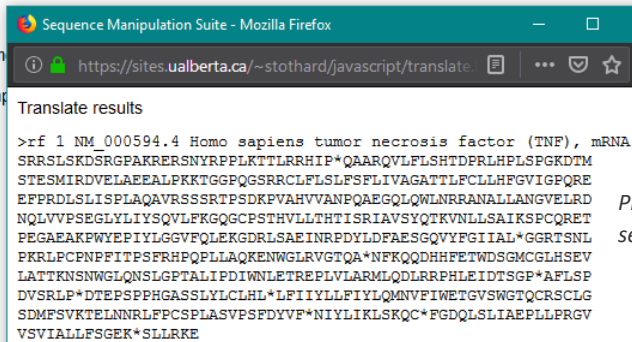 Sequence Manipulation Suite - Mozilla Firefox
https://sites.ualberta.ca/~stothard/javascript/translate.
Translate results
>rf 1 NM_000594.4 Homo sapiens tumor necrosis factor (TNF), mRNA
SRRSLSKDSRGPAKRERSNYRPPLKTTLRRHIP*QAARQVLFLSHTDPRLHPLSPGKDTM
STESMIRDVELAEEALPKKTGGPQGSRRCLFLSLFSFLIVAGATTLFCLLHFGVIGPQRE
EFPRDLSLISPLAQAVRSSSRTPSDKPVAHVVANPQAEGQLQWLNRRANALLANGVELRD
NQLVVPSEGLYLIYSQVLFKGQGCPSTHVLLTHTISRIAVSYQTKVNLLSAIKSPCQRET
PEGAEAKPWYEPIYLGGVFQLEKGDRLSAEINRPDYLDFAESGQVYFGIIAL*GGRTSNL
PKRLPCPNPFITPSFRHPQPLLAQKENWGLRVGTQA*NFKQQDHHFETWDSGMCGLHSEV
LATTKNSNWGLQNSLGPTALIPDIWNLETREPLVLARMLQDLRRPHLEIDTSGP*AFLSP
DVSRLP*DTEPSPPHGASSLYLCLHL*LFIIYLLFIYLQMNVFIWETGVSWGTQCRSCLG
SDMFSVKTELNNRLFPCSPLASVPSFDYVF*NIYLIKLSKQC*FGDQLSLIAEPLLPRGV
VSVIALLFSGEK*SLLRKE